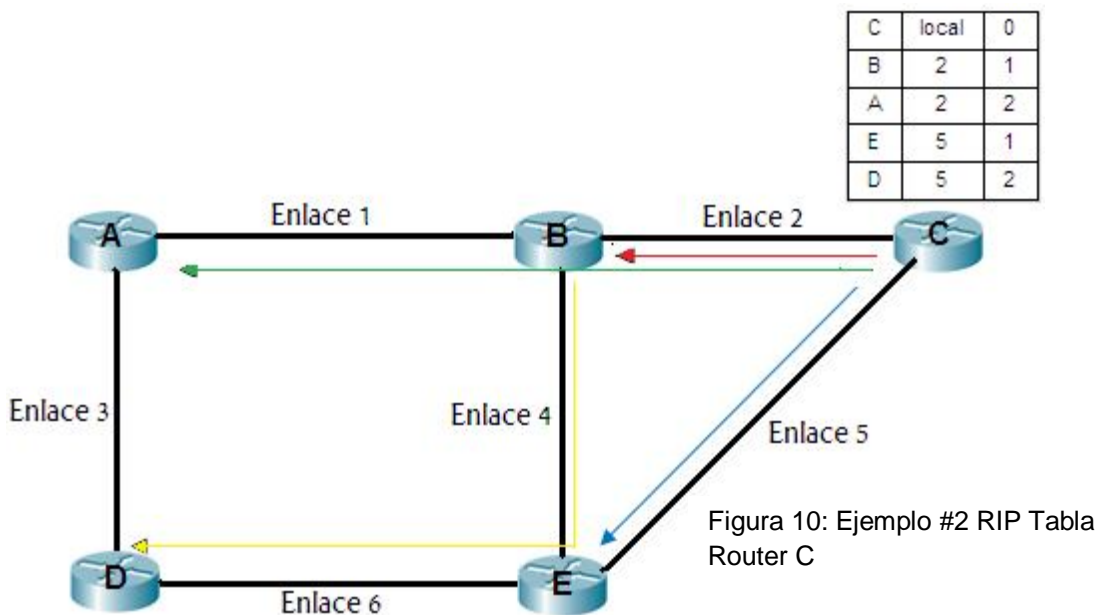 C local 0
B 2 1
A 2 2
E 5 1
D 5 2
Enlace 1
Enlace 2
A
B
C
Enlace 3
Enlace 4
Enlace 5
Figura 10: Ejemplo #2 RIP Tabla
Router C
D
E
Enlace 6